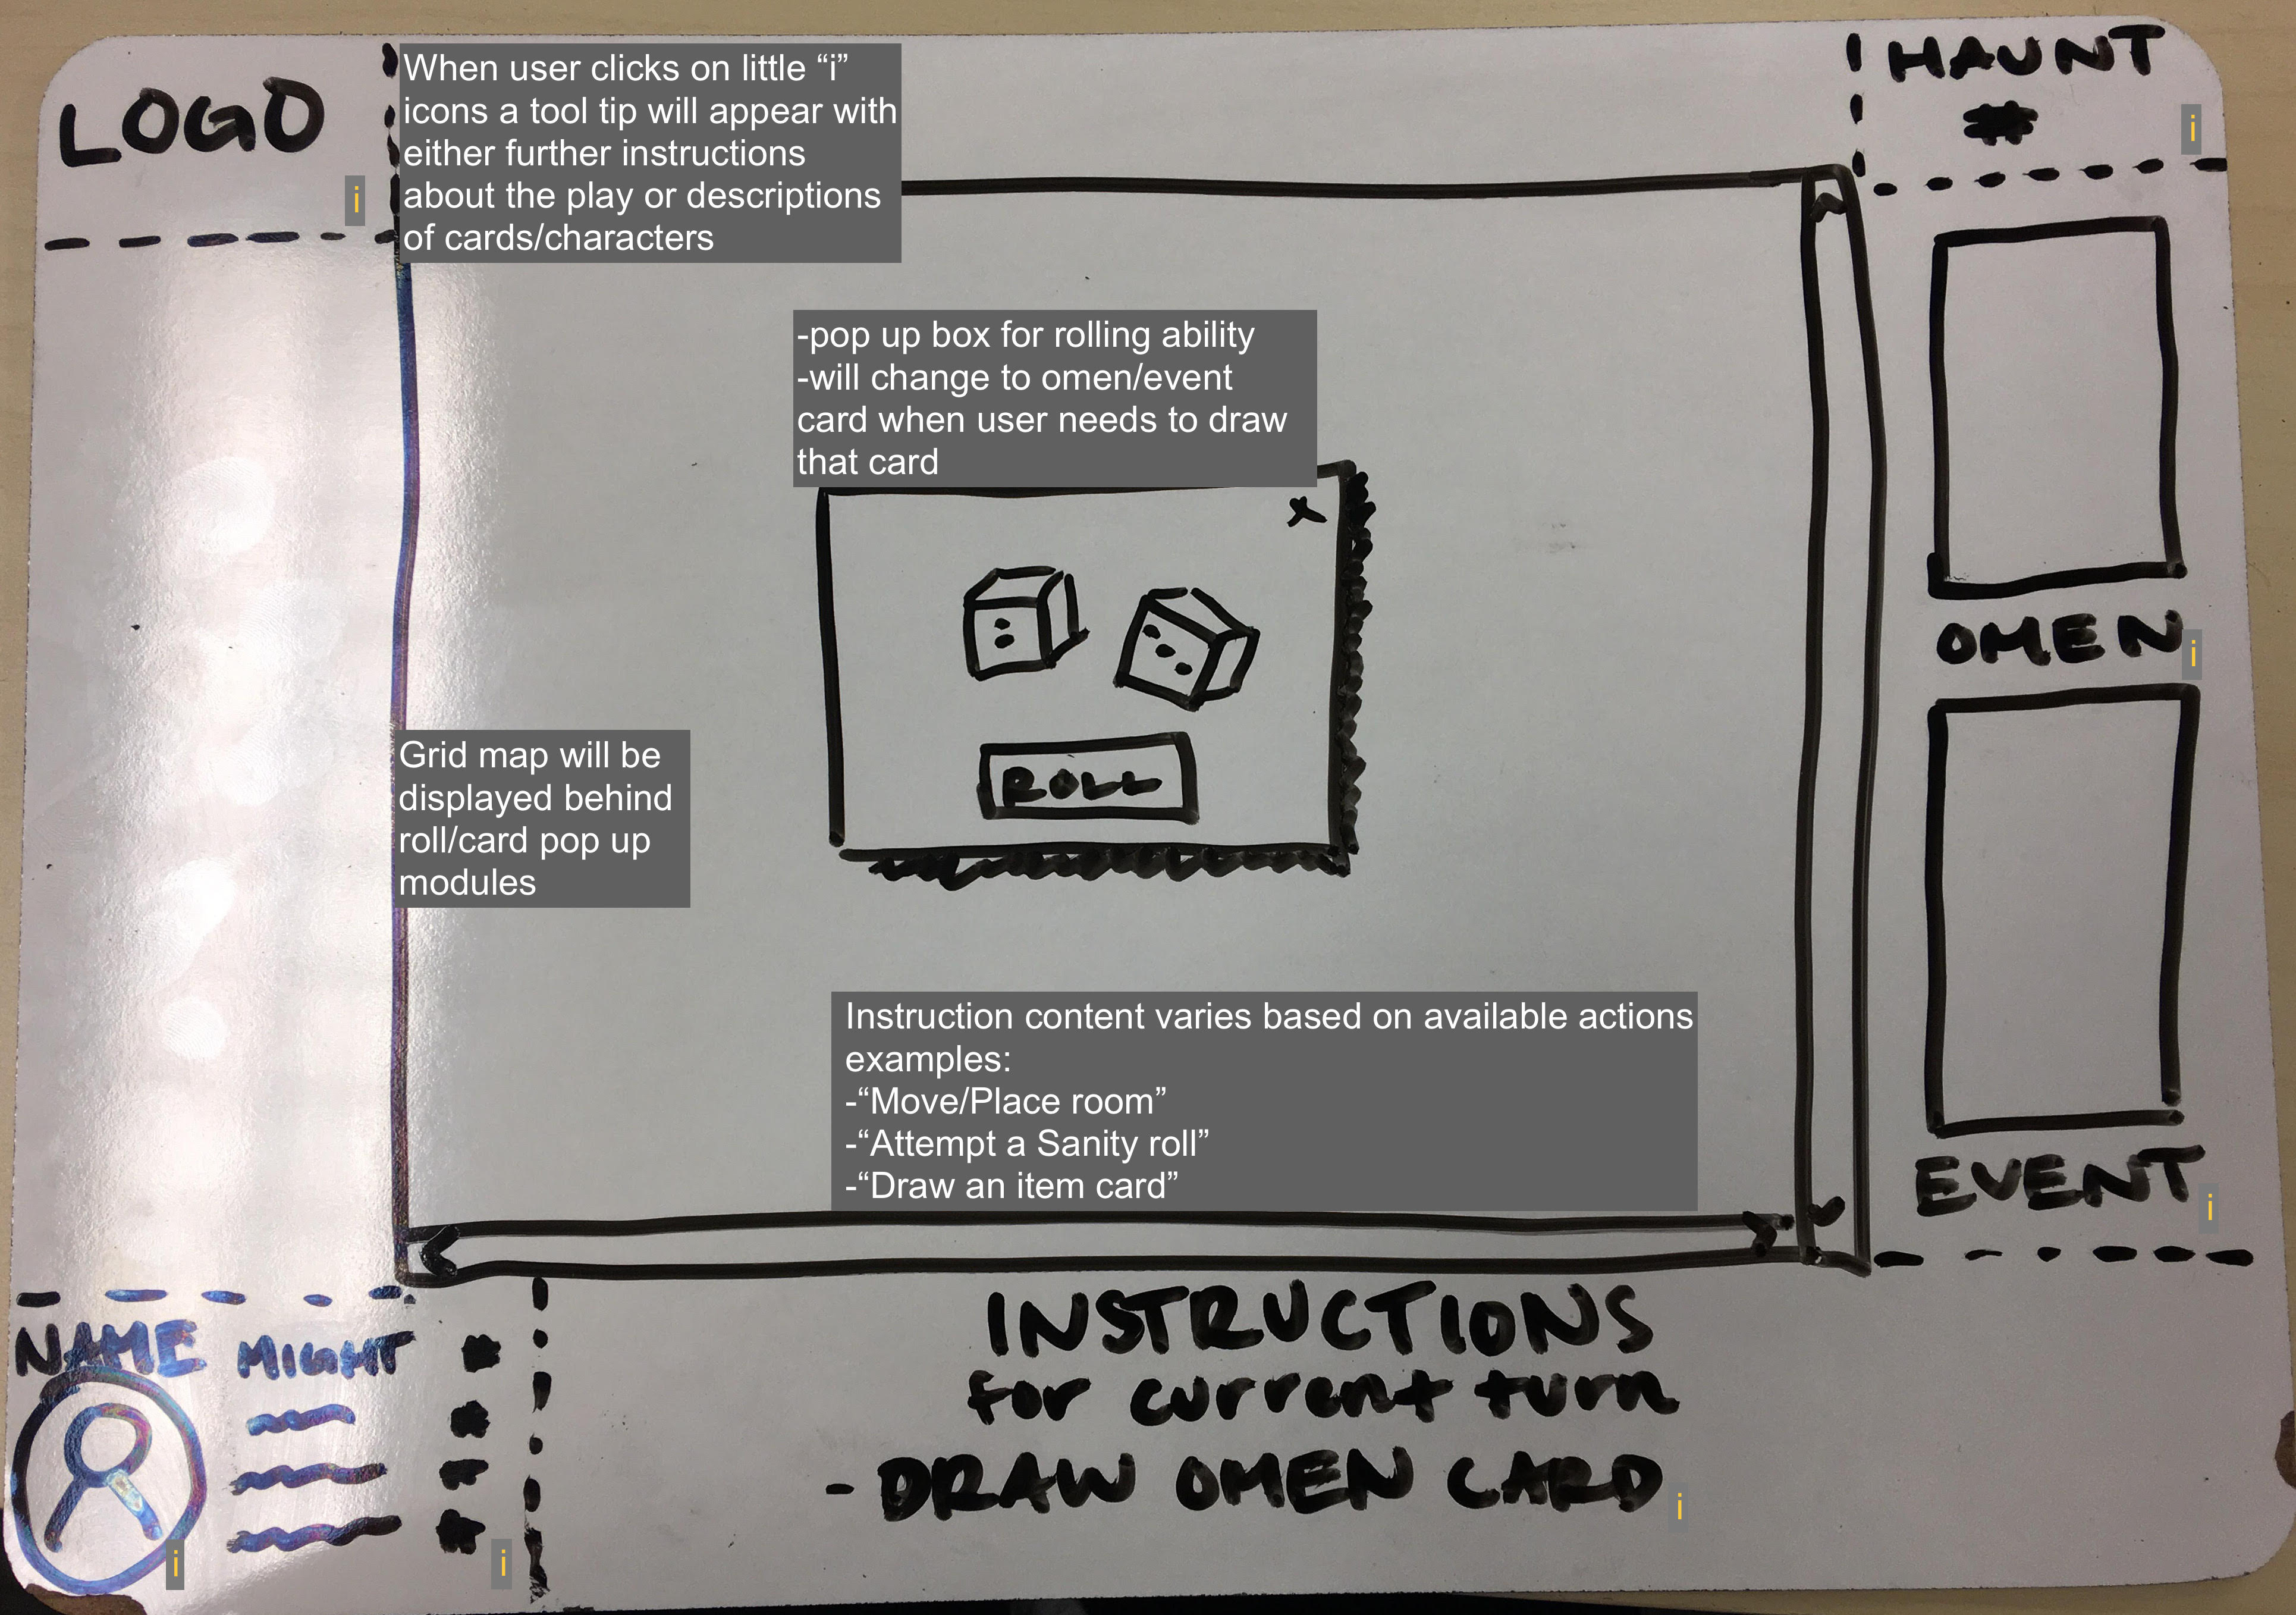 LOGO
i
When user clicks on little “i”
icons a tool tip will appear with
either further instructions
about the play or descriptions
of cards/characters
HAUNT
#
i
-pop up box for rolling ability
-will change to omen/event
card when user needs to draw
that card
x
ROLL
OMEN
i
Grid map will be
displayed behind
roll/card pop up
modules
Instruction content varies based on available actions
examples:
-“Move/Place room”
-“Attempt a Sanity roll”
-“Draw an item card”
EVENT
i
NAME
MIGHT #
#
#
#
i
i
INSTRUCTIONS
for current turn
- DRAW OMEN CARD
i